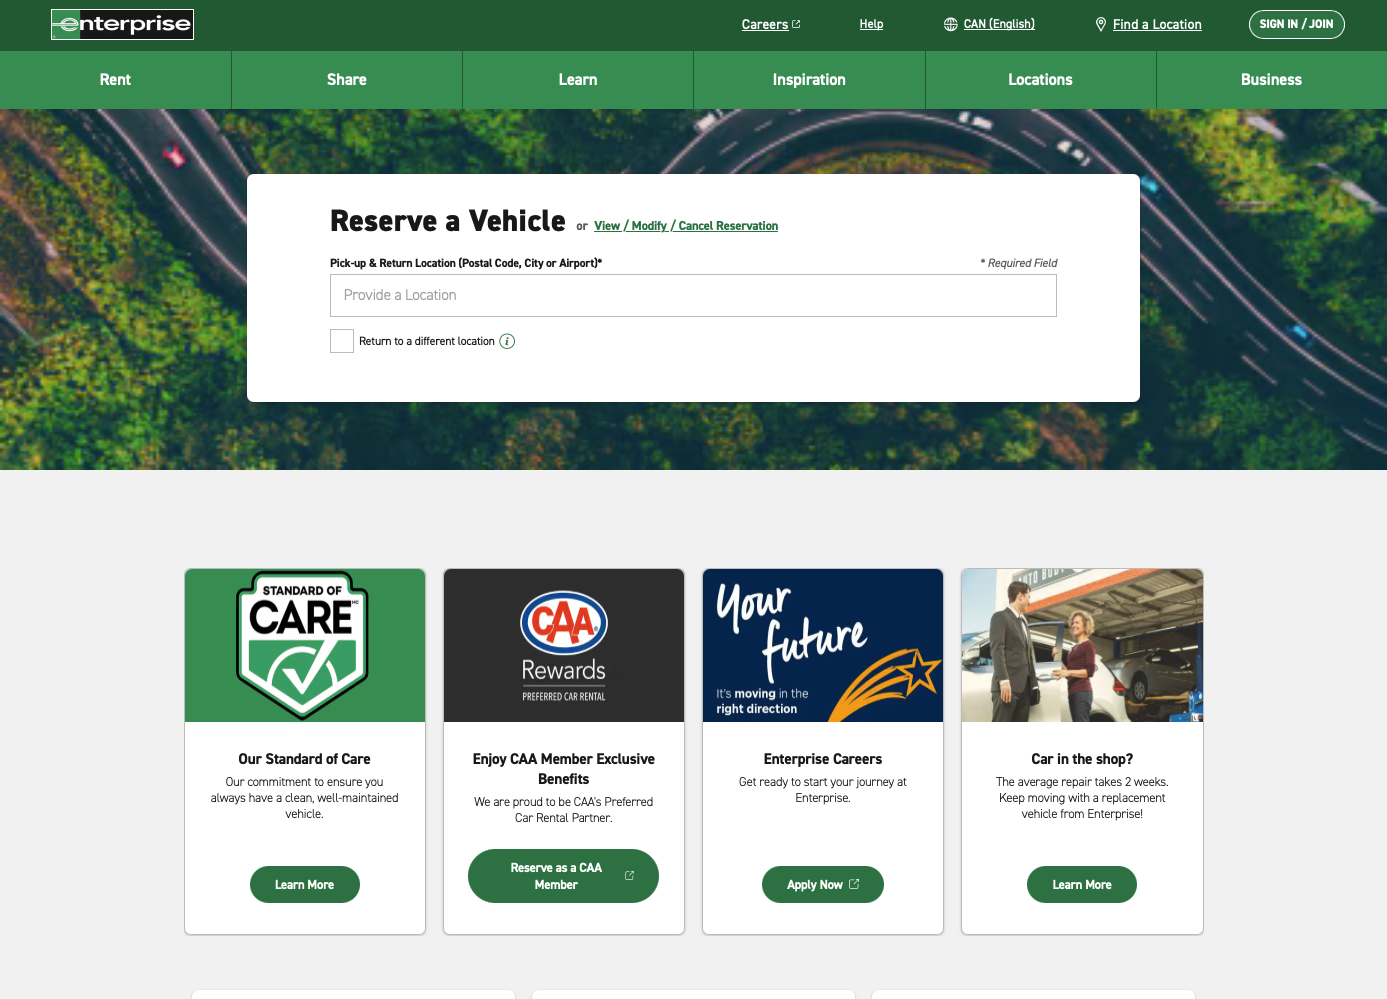 enterprise
Careers
Help
CAN (English)
Find a Location
SIGN IN / JOIN
Rent
Share
Learn
Inspiration
Locations
Business
Reserve a Vehicle or View / Modify / Cancel Reservation
Pick-up & Return Location (Postal Code, City or Airport)*
* Required Field
Provide a Location
Return to a different location
STANDARD OF
CARE
MC
Our Standard of Care
Our commitment to ensure you
always have a clean, well-maintained
vehicle.
Learn More
CAA
Rewards
PREFERRED CAR RENTAL
Enjoy CAA Member Exclusive
Benefits
We are proud to be CAA's Preferred
Car Rental Partner.
Reserve as a CAA
Member
Your
future
It's moving in the
right direction
Enterprise Careers
Get ready to start your journey at
Enterprise.
Apply Now
AUTO BODY
Car in the shop?
The average repair takes 2 weeks.
Keep moving with a replacement
vehicle from Enterprise!
Learn More